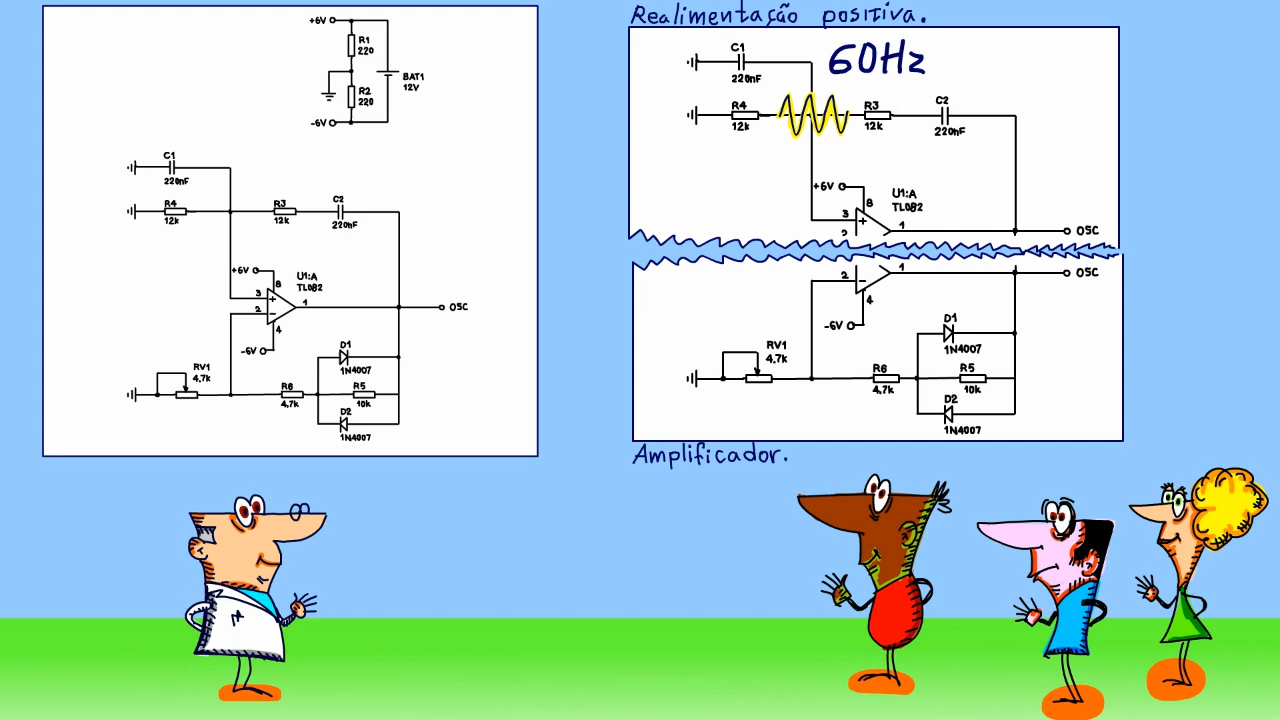 +6V
R1
220
BAT1
12V
R2
220
-6V
C1
220nF
R4
12k
R3
12k
C2
220nF
+6V
8
U1:A
TL082
3
+
1
OSC
2
-
4
-6V
D1
1N4007
RV1
4.7k
R6
4.7k
R5
10k
D2
1N4007
Realimentação positiva.
60Hz
C1
220nF
R4
12k
R3
12k
C2
220nF
+6V
8
U1:A
TL082
3
+
1
OSC
2
2
-
1
OSC
4
-6V
D1
1N4007
RV1
4.7k
R6
4.7k
R5
10k
D2
1N4007
Amplificador.
M